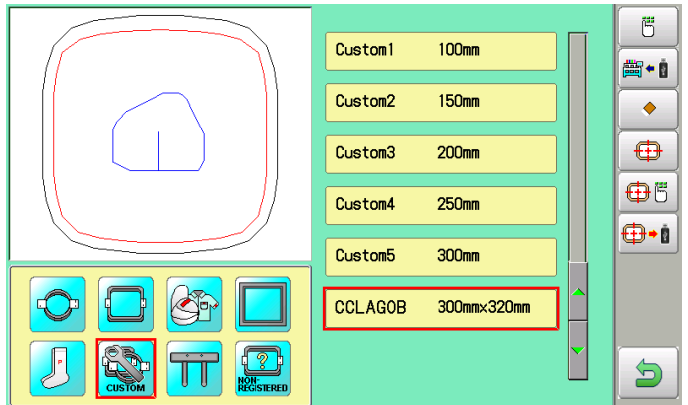 Custom1 100mm
Custom2 150mm
Custom3 200mm
Custom4 250mm
Custom5 300mm
CCLAGOB 300mm×320mm
P
CUSTOM
?
NON-
REGISTERED